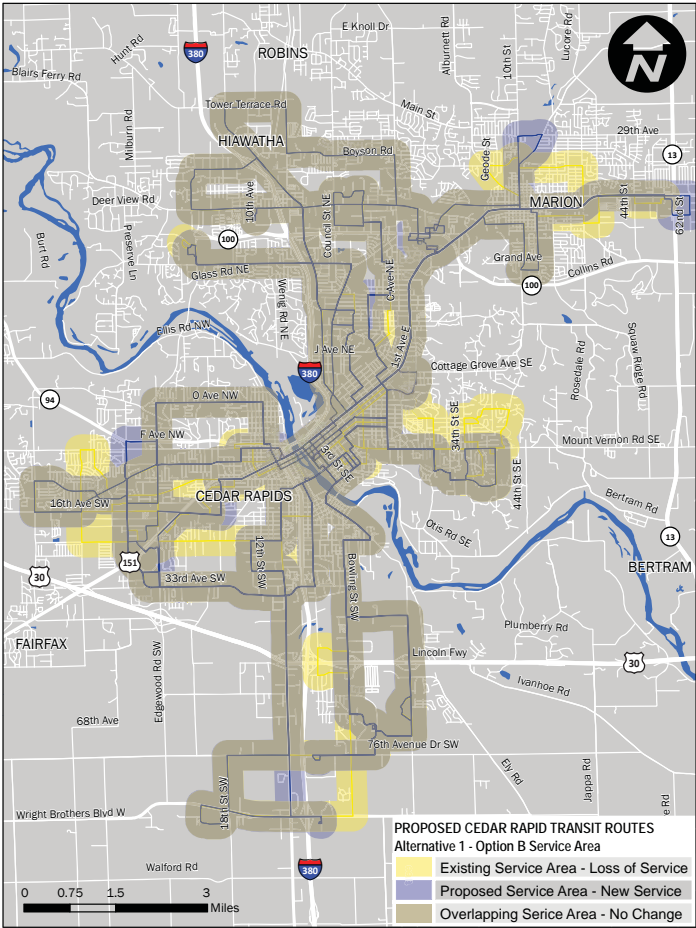 E Knoll Dr
Alburnett Rd
10th St
Lucore Rd
Hunt Rd
380
ROBINS
N
Blairs Ferry Rd
Tower Terrace Rd
Main St
Milburn Rd
HIAWATHA
Boyson Rd
Geode St
29th Ave
13
Deer View Rd
10th Ave
Council St NE
MARION
44th St
62nd St
Burt Rd
Preserve Ln
100
Glass Rd NE
C Ave NE
Grand Ave
Collins Rd
100
Wenig Rd NE
Ellis Rd NW
J Ave NE
1st Ave E
Rosedale Rd
Squaw Ridge Rd
380
Cottage Grove Ave SE
O Ave NW
94
F Ave NW
34th St SE
Mount Vernon Rd SE
3rd St SE
44th St SE
16th Ave SW
CEDAR RAPIDS
Bertram Rd
Otis Rd SE
13
12th St SW
Bowling St SW
151
BERTRAM
30
33rd Ave SW
Plumberry Rd
FAIRFAX
Edgewood Rd SW
Lincoln Fwy
30
Ivanhoe Rd
68th Ave
76th Avenue Dr SW
Ely Rd
Jappa Rd
e Rd
18th St SW
Wright Brothers Blvd W
Walford Rd
380
0 0.75 1.5 3
Miles
PROPOSED CEDAR RAPID TRANSIT ROUTES
Alternative 1 - Option B Service Area
Existing Service Area - Loss of Service
Proposed Service Area - New Service
Overlapping Serice Area - No Change